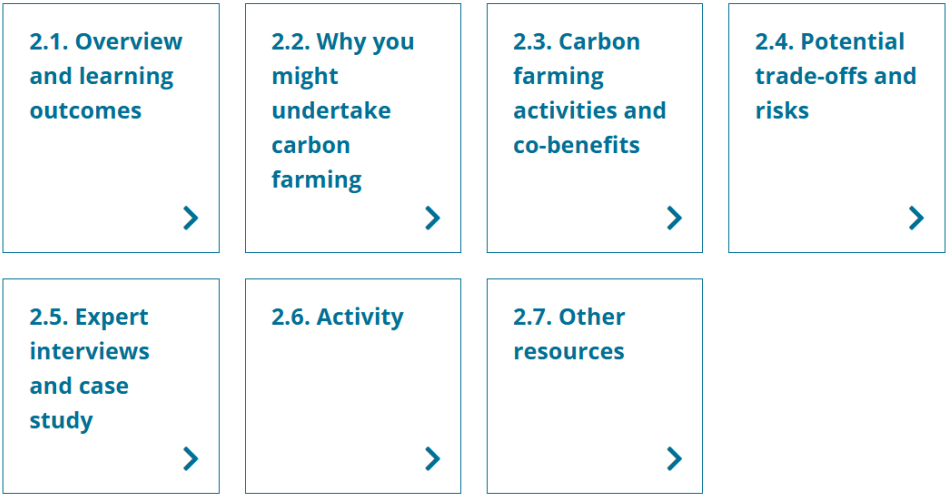 2.1. Overview
and learning
outcomes
2.2. Why you
might
undertake
carbon
farming
2.3. Carbon
farming
activities and
co-benefits
2.4. Potential
trade-offs and
risks
2.5. Expert
interviews
and case
study
2.6. Activity
2.7. Other
resources